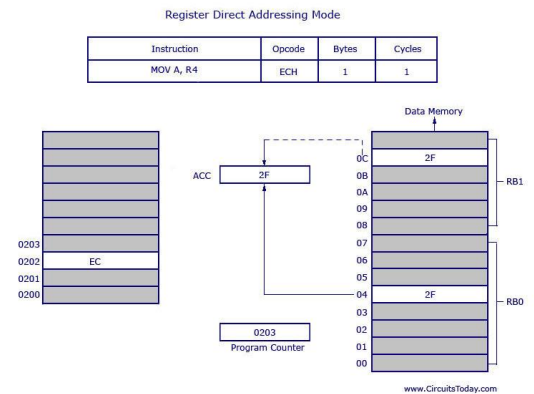 Register Direct Addressing Mode
Instruction Opcode Bytes Cycles
MOV A, R4 ECH 1 1
Data Memory
0C 2F
ACC 2F
0B
RB1
0A
09
08
0203
07
0202 EC
06
0201
05
0200
04 2F
RB0
03
0203
02
Program Counter
01
00
www.CircuitsToday.com